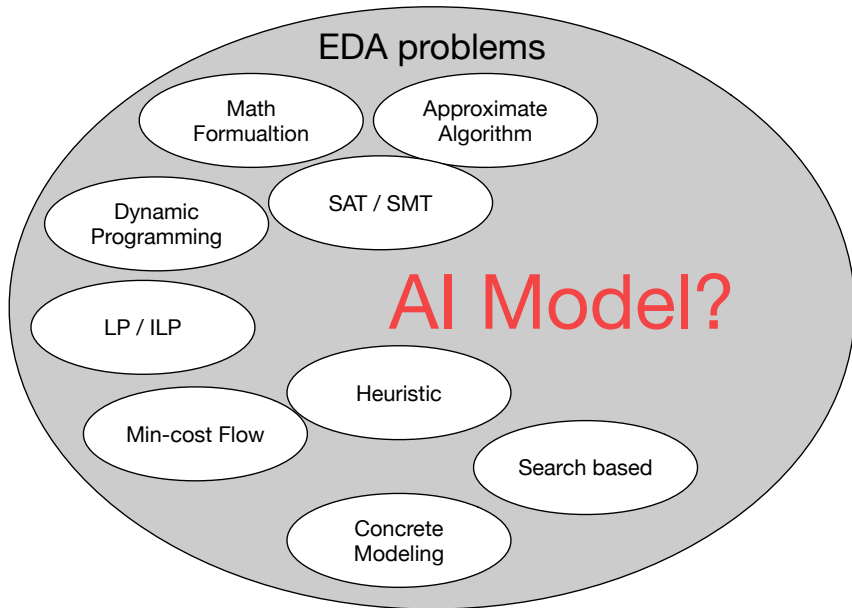 EDA problems
Math
Formualtion
Approximate
Algorithm
SAT / SMT
Dynamic
Programming
AI Model?
LP / ILP
Heuristic
Min-cost Flow
Search based
Concrete
Modeling